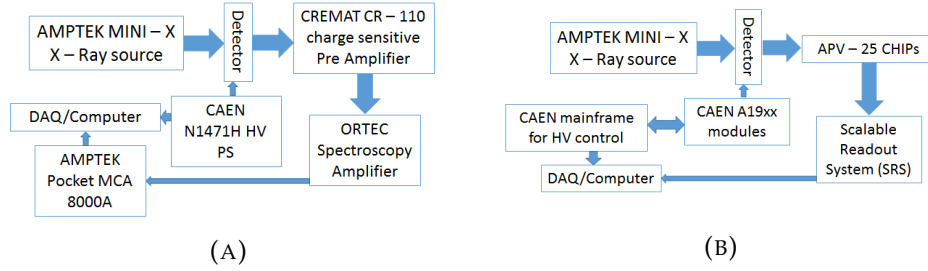 AMPTEK MINI – X
X – Ray source
Detector
CREMAT CR – 110
charge sensitive
Pre Amplifier
DAQ/Computer
CAEN
N1471H HV
PS
AMPTEK
Pocket MCA
8000A
ORTEC
Spectroscopy
Amplifier
(A)
AMPTEK MINI – X
X – Ray source
Detector
APV – 25 CHIPs
CAEN mainframe
for HV control
CAEN A19xx
modules
Scalable
Readout
System (SRS)
DAQ/Computer
(B)